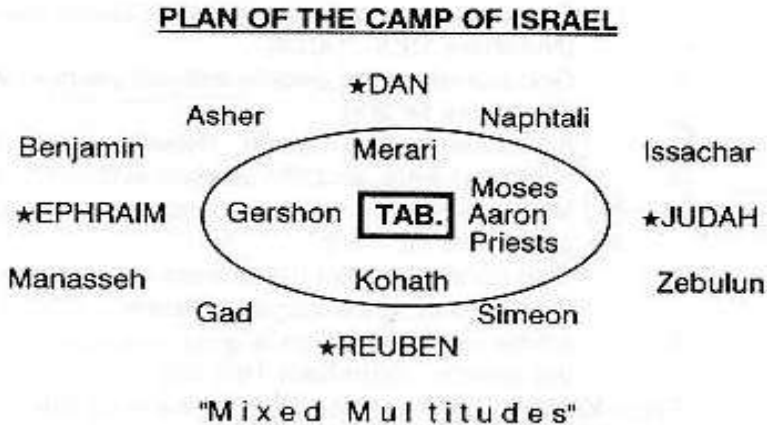 PLAN OF THE CAMP OF ISRAEL
★DAN
Asher Naphtali
Benjamin Merari Issachar
★EPHRAIM Gershon TAB. Moses Aaron Priests ★JUDAH
Manasseh Kohath Zebulun
Gad Simeon
★REUBEN
"Mixed Multitudes"